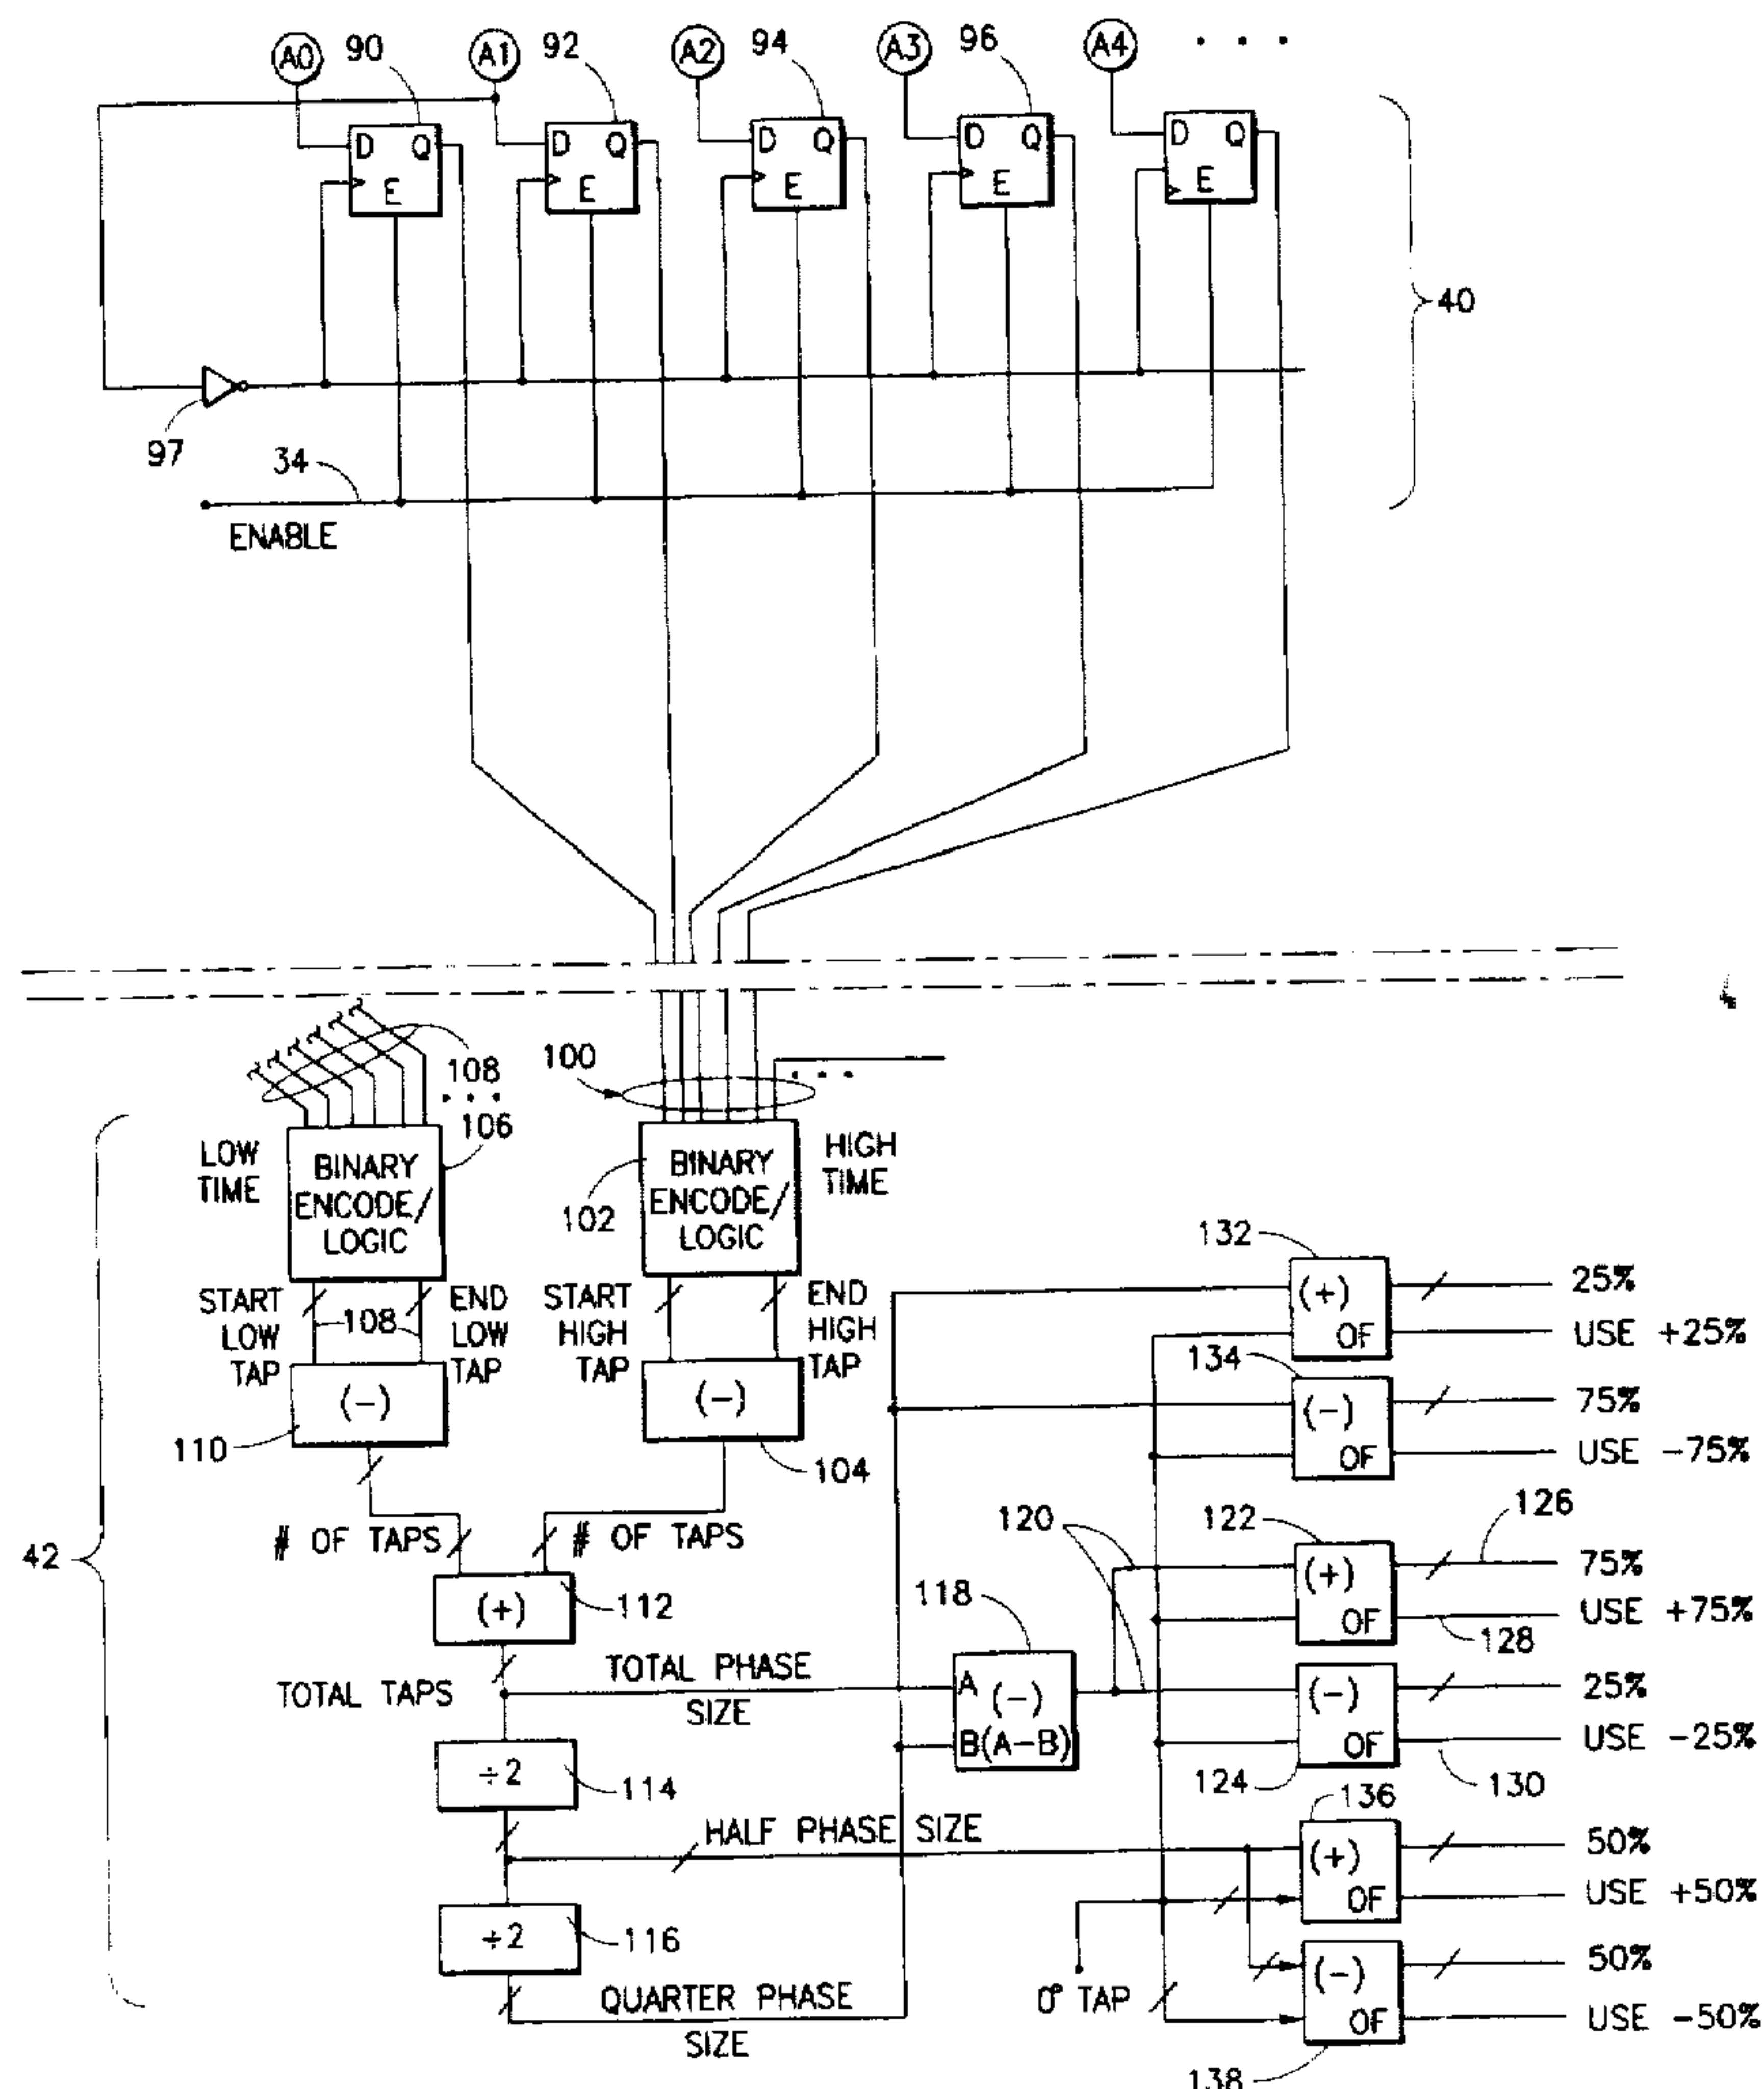 A0 90 A1 92 A2 94 A3 96 A4 . . .
D Q D Q D Q D Q D Q
E E E E E
40
97
34
ENABLE
108
100
. . .
. . .
106
LOW TIME
BINARY ENCODE/ LOGIC
102
BINARY ENCODE/ LOGIC
HIGH TIME
START LOW TAP
108
END LOW TAP
START HIGH TAP
END HIGH TAP
(-)
110
(-)
104
# OF TAPS
# OF TAPS
42
(+)
112
TOTAL TAPS
TOTAL PHASE SIZE
÷2
114
HALF PHASE SIZE
÷2
116
QUARTER PHASE SIZE
118
A
(-)
B(A-B)
120
0° TAP
132
(+)
OF
25%
USE +25%
134
(-)
OF
75%
USE -75%
122
(+)
OF
126
75%
USE +75%
128
(-)
OF
25%
USE -25%
124
130
136
(+)
OF
50%
USE +50%
(-)
OF
50%
USE -50%
138